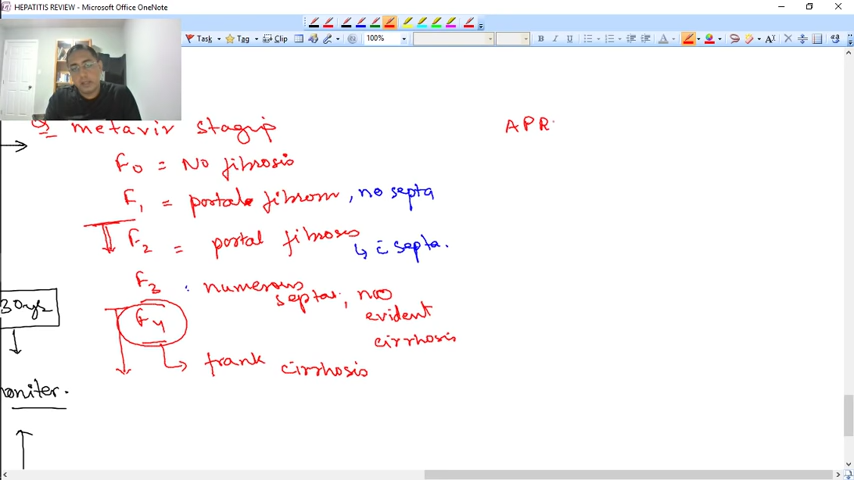 HEPATITIS REVIEW - Microsoft Office OneNote
Task Tag Clip 100% B I U
Q metavir staging APR
F0 = No fibrosis
F1 = portal fibrosis, no septa
F2 = portal fibrosis
↳ c̄ septa.
F3 : numerous
septa, no
evident
cirrhosis
F4
frank cirrhosis
moniter.